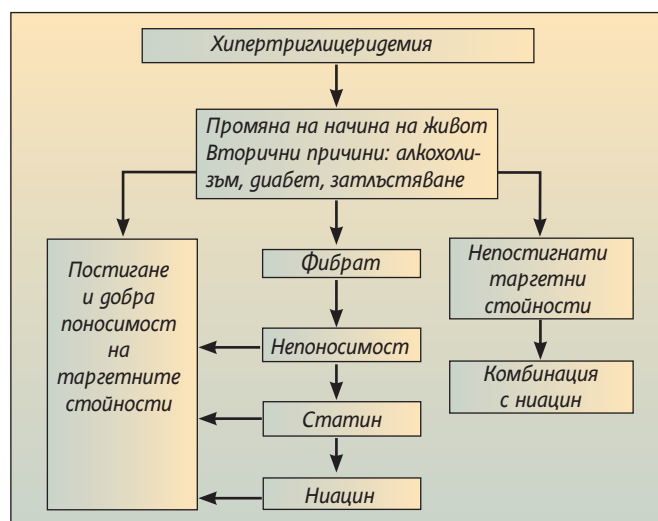 Хипертриглицеридемия
Промяна на начина на живот
Вторични причини: алкохоли-
зъм, диабет, затлъстяване
Постигане
и добра
поносимост
на
таргетните
стойности
Фибрат
Непоносимост
Статин
Ниацин
Непостигнати
таргетни
стойности
Комбинация
с ниацин